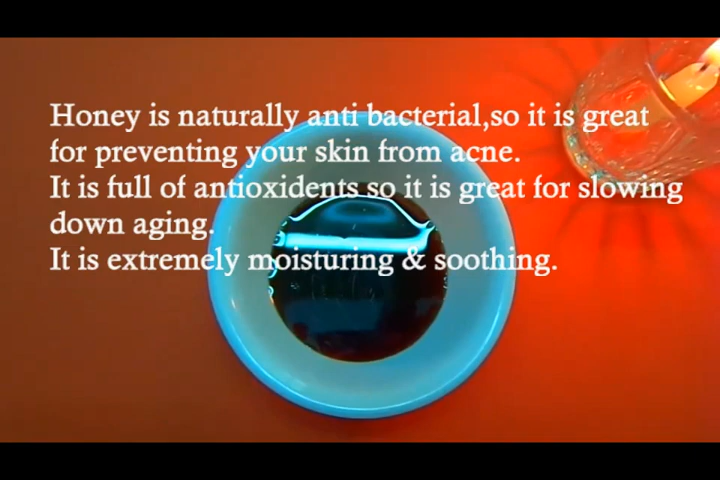 Honey is naturally anti bacterial,so it is great
for preventing your skin from acne.
It is full of antioxidents so it is great for slowing
down aging.
It is extremely moisturing & soothing.